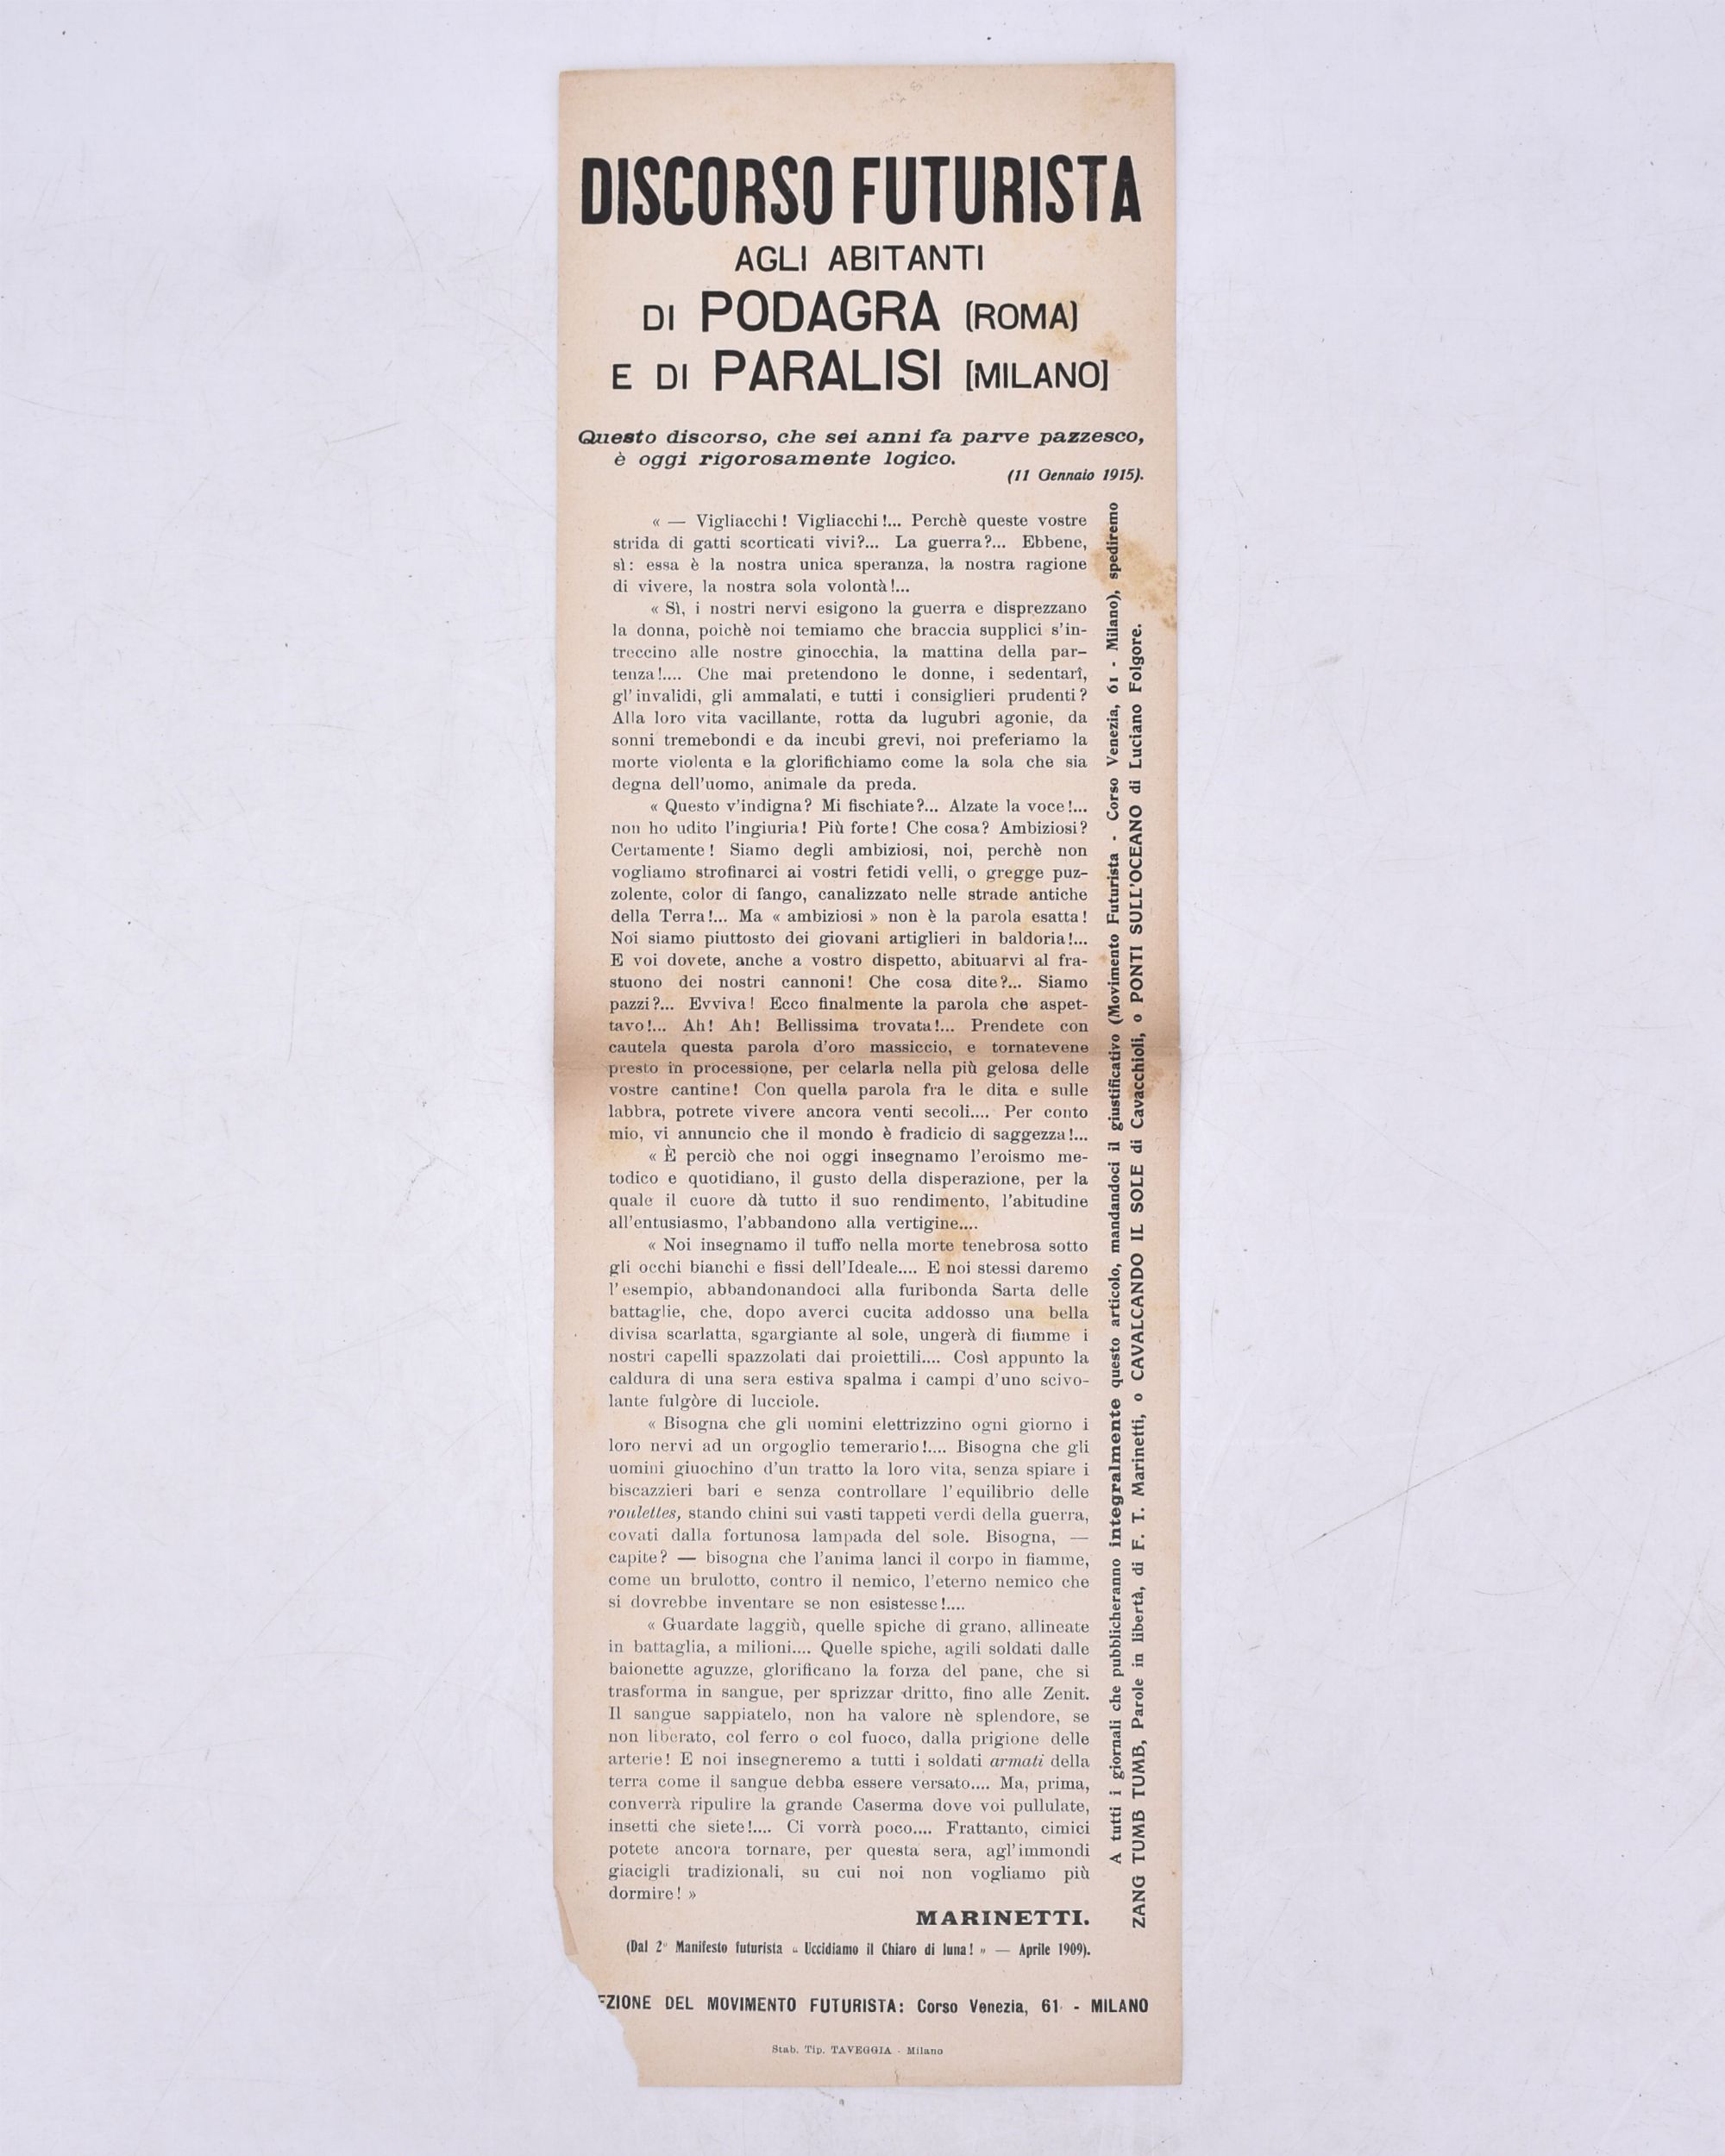 DISCORSO FUTURISTA
AGLI ABITANTI
DI PODAGRA (ROMA)
E DI PARALISI [MILANO]
Questo discorso, che sei anni fa parve pazzesco,
è oggi rigorosamente logico.
(11 Gennaio 1915).
« — Vigliacchi! Vigliacchi!... Perchè queste vostre
strida di gatti scorticati vivi?... La guerra?... Ebbene,
sì: essa è la nostra unica speranza, la nostra ragione
di vivere, la nostra sola volontà!...
« Sì, i nostri nervi esigono la guerra e disprezzano
la donna, poichè noi temiamo che braccia supplici s'in-
treccino alle nostre ginocchia, la mattina della par-
tenza!.... Che mai pretendono le donne, i sedentarî,
gl'invalidi, gli ammalati, e tutti i consiglieri prudenti?
Alla loro vita vacillante, rotta da lugubri agonie, da
sonni tremebondi e da incubi grevi, noi preferiamo la
morte violenta e la glorifichiamo come la sola che sia
degna dell'uomo, animale da preda.
« Questo v'indigna? Mi fischiate?... Alzate la voce!...
non ho udito l'ingiuria! Più forte! Che cosa? Ambiziosi?
Certamente! Siamo degli ambiziosi, noi, perchè non
vogliamo strofinarci ai vostri fetidi velli, o gregge puz-
zolente, color di fango, canalizzato nelle strade antiche
della Terra!... Ma « ambiziosi » non è la parola esatta!
Noi siamo piuttosto dei giovani artiglieri in baldoria!...
E voi dovete, anche a vostro dispetto, abituarvi al fra-
stuono dei nostri cannoni! Che cosa dite?... Siamo
pazzi?... Evviva! Ecco finalmente la parola che aspet-
tavo!... Ah! Ah! Bellissima trovata!... Prendete con
cautela questa parola d'oro massiccio, e tornatevene
presto in processione, per celarla nella più gelosa delle
vostre cantine! Con quella parola fra le dita e sulle
labbra, potrete vivere ancora venti secoli.... Per conto
mio, vi annuncio che il mondo è fradicio di saggezza!...
« È perciò che noi oggi insegnamo l'eroismo me-
todico e quotidiano, il gusto della disperazione, per la
quale il cuore dà tutto il suo rendimento, l'abitudine
all'entusiasmo, l'abbandono alla vertigine....
« Noi insegnamo il tuffo nella morte tenebrosa sotto
gli occhi bianchi e fissi dell'Ideale.... E noi stessi daremo
l'esempio, abbandonandoci alla furibonda Sarta delle
battaglie, che, dopo averci cucita addosso una bella
divisa scarlatta, sgargiante al sole, ungerà di fiamme i
nostri capelli spazzolati dai proiettili.... Così appunto la
caldura di una sera estiva spalma i campi d'uno scivo-
lante fulgòre di lucciole.
« Bisogna che gli uomini elettrizzino ogni giorno i
loro nervi ad un orgoglio temerario!.... Bisogna che gli
uomini giuochino d'un tratto la loro vita, senza spiare i
biscazzieri bari e senza controllare l'equilibrio delle
roulettes, stando chini sui vasti tappeti verdi della guerra,
covati dalla fortunosa lampada del sole. Bisogna, —
capite? — bisogna che l'anima lanci il corpo in fiamme,
come un brulotto, contro il nemico, l'eterno nemico che
si dovrebbe inventare se non esistesse!....
« Guardate laggiù, quelle spiche di grano, allineate
in battaglia, a milioni.... Quelle spiche, agili soldati dalle
baionette aguzze, glorificano la forza del pane, che si
trasforma in sangue, per sprizzar dritto, fino alle Zenit.
Il sangue sappiatelo, non ha valore nè splendore, se
non liberato, col ferro o col fuoco, dalla prigione delle
arterie! E noi insegneremo a tutti i soldati armati della
terra come il sangue debba essere versato.... Ma, prima,
converrà ripulire la grande Caserma dove voi pullulate,
insetti che siete!.... Ci vorrà poco.... Frattanto, cimici
potete ancora tornare, per questa sera, agl'immondi
giacigli tradizionali, su cui noi non vogliamo più
dormire! »
MARINETTI.
(Dal 2º Manifesto futurista « Uccidiamo il Chiaro di luna! » — Aprile 1909).
A tutti i giornali che pubblicheranno integralmente questo articolo, mandandoci il giustificativo (Movimento Futurista - Corso Venezia, 61 - Milano), spediremo
ZANG TUMB TUMB, Parole in libertà, di F. T. Marinetti, o CAVALCANDO IL SOLE di Cavacchioli, o PONTI SULL'OCEANO di Luciano Folgore.
EZIONE DEL MOVIMENTO FUTURISTA: Corso Venezia, 61 - MILANO
Stab. Tip. TAVEGGIA - Milano